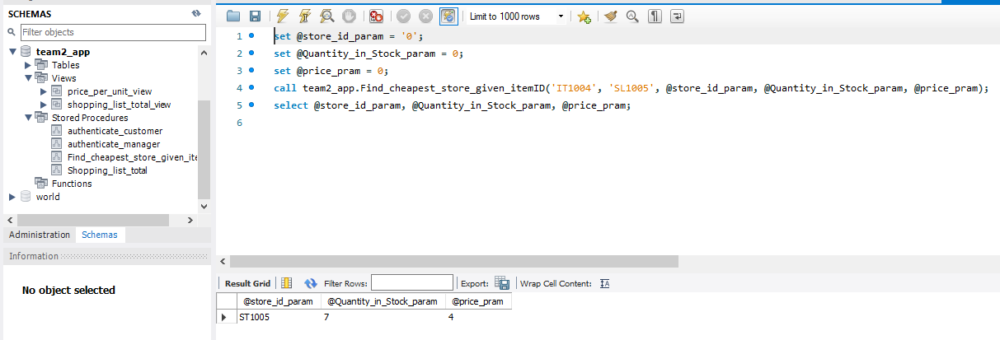 SCHEMAS
Filter objects
team2_app
Tables
Views
price_per_unit_view
shopping_list_total_view
Stored Procedures
authenticate_customer
authenticate_manager
Find_cheapest_store_given_ite
Shopping_list_total
Functions
world
Administration Schemas
Information
No object selected
Limit to 1000 rows
1 set @store_id_param = '0';
2 set @Quantity_in_Stock_param = 0;
3 set @price_pram = 0;
4 call team2_app.Find_cheapest_store_given_itemID('IT1004', 'SL1005', @store_id_param, @Quantity_in_Stock_param, @price_pram);
5 select @store_id_param, @Quantity_in_Stock_param, @price_pram;
6
Result Grid Filter Rows: Export: Wrap Cell Content:
@store_id_param @Quantity_in_Stock_param @price_pram
ST1005 7 4